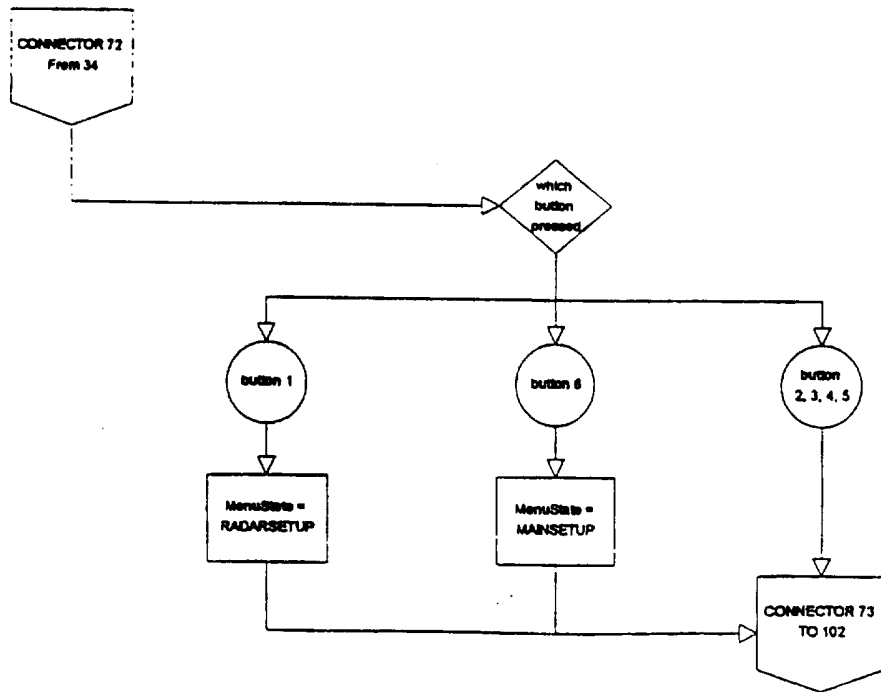 CONNECTOR 72
From 34
which
button
pressed
button 1
button 6
button
2, 3, 4, 5
MenuState =
RADARSETUP
MenuState =
MAINSETUP
CONNECTOR 73
TO 102